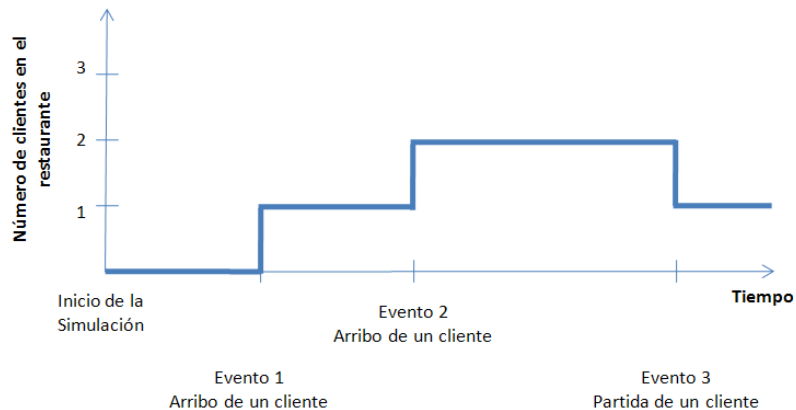 Número de clientes en el
restaurante
3
2
1
Inicio de la
Simulación
Tiempo
Evento 2
Arribo de un cliente
Evento 1
Arribo de un cliente
Evento 3
Partida de un cliente